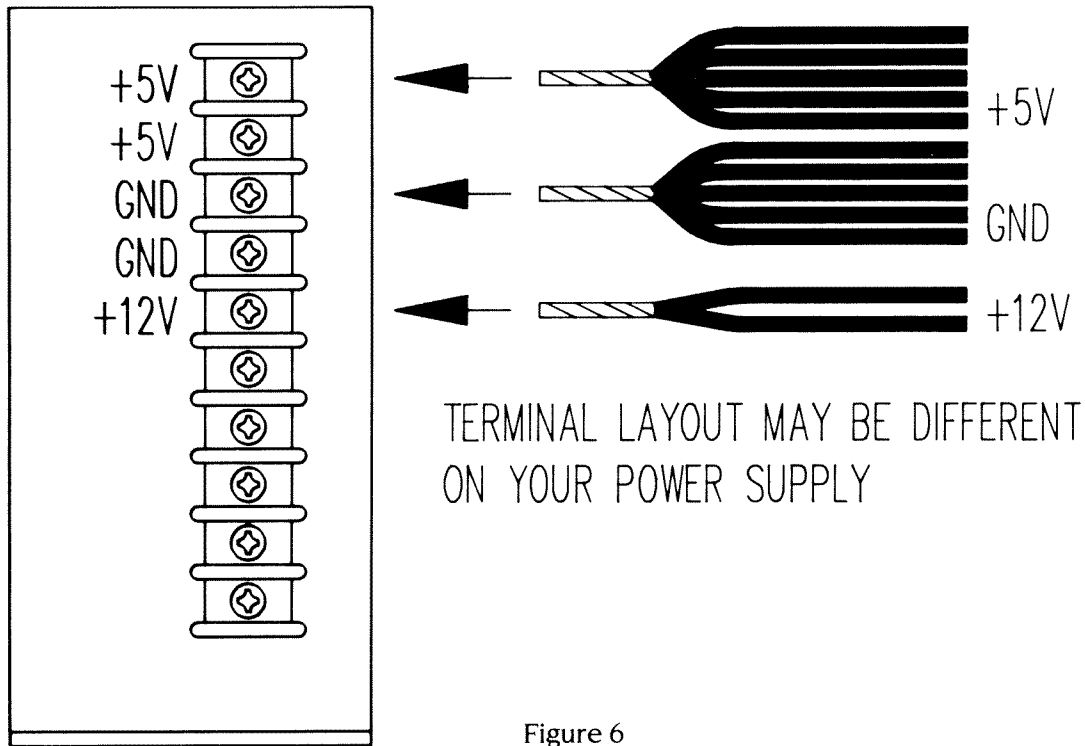 +5V
+5V
GND
GND
+12V
+5V
GND
+12V
TERMINAL LAYOUT MAY BE DIFFERENT
ON YOUR POWER SUPPLY
Figure 6